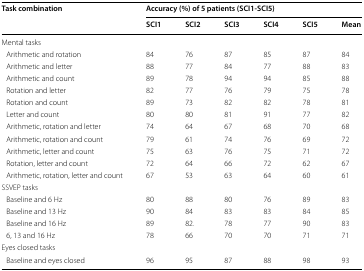 Task combination Accuracy (%) of 5 patients (SCI1-SCI5)
SCI1 SCI2 SCI3 SCI4 SCI5 Mean
Mental tasks
Arithmetic and rotation 84 76 87 85 87 84
Arithmetic and letter 88 77 84 77 88 83
Arithmetic and count 89 78 94 94 85 88
Rotation and letter 82 77 76 79 75 78
Rotation and count 89 73 82 82 78 81
Letter and count 80 80 81 91 77 82
Arithmetic, rotation and letter 74 64 67 68 70 68
Arithmetic, rotation and count 79 61 74 76 69 72
Arithmetic, letter and count 75 63 76 75 71 72
Rotation, letter and count 72 64 66 72 62 67
Arithmetic, rotation, letter and count 67 53 63 64 60 61
SSVEP tasks
Baseline and 6 Hz 80 88 80 76 89 83
Baseline and 13 Hz 90 84 83 83 84 85
Baseline and 16 Hz 89 82 78 77 90 83
6, 13 and 16 Hz 78 66 70 70 71 71
Eyes closed tasks
Baseline and eyes closed 96 95 87 88 98 93